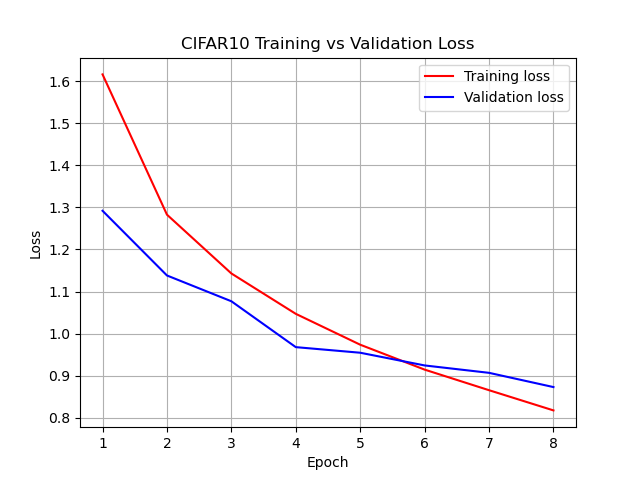 CIFAR10 Training vs Validation Loss
Training loss
Validation loss
Loss
1.6
1.5
1.4
1.3
1.2
1.1
1.0
0.9
0.8
1 2 3 4 5 6 7 8
Epoch